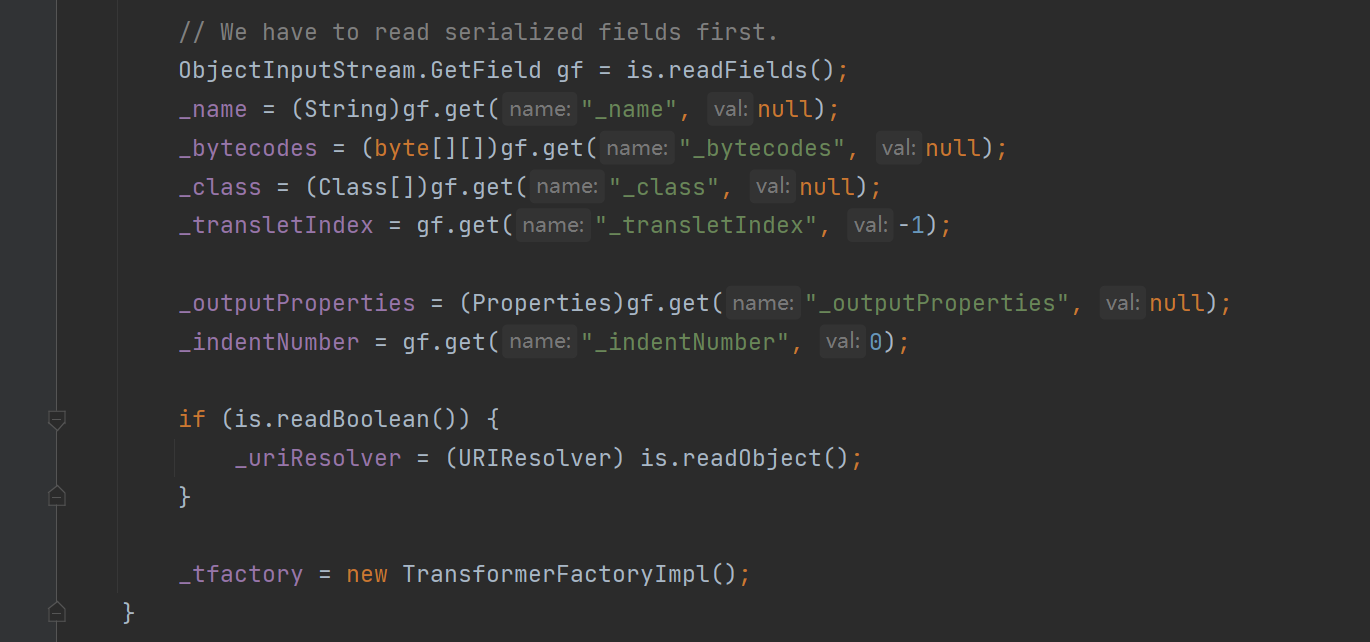 // We have to read serialized fields first.
ObjectInputStream.GetField gf = is.readFields();
_name = (String)gf.get( name: "_name", val: null);
_bytecodes = (byte[][])gf.get( name: "_bytecodes", val: null);
_class = (Class[])gf.get( name: "_class", val: null);
_transletIndex = gf.get( name: "_transletIndex", val: -1);
_outputProperties = (Properties)gf.get( name: "_outputProperties", val: null);
_indentNumber = gf.get( name: "_indentNumber", val: 0);
if (is.readBoolean()) {
_uriResolver = (URIResolver) is.readObject();
}
_tfactory = new TransformerFactoryImpl();
}